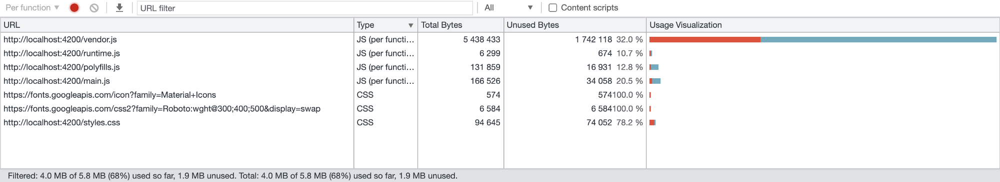 Per function ▼ URL filter All ▼ Content scripts
URL Type ▼ Total Bytes Unused Bytes Usage Visualization
http://localhost:4200/vendor.js JS (per functi… 5 438 433 1 742 118 32.0 %
http://localhost:4200/runtime.js JS (per functi… 6 299 674 10.7 %
http://localhost:4200/polyfills.js JS (per functi… 131 859 16 931 12.8 %
http://localhost:4200/main.js JS (per functi… 166 526 34 058 20.5 %
https://fonts.googleapis.com/icon?family=Material+Icons CSS 574 574 100.0 %
https://fonts.googleapis.com/css2?family=Roboto:wght@300;400;500&display=swap CSS 6 584 6 584 100.0 %
http://localhost:4200/styles.css CSS 94 645 74 052 78.2 %
Filtered: 4.0 MB of 5.8 MB (68%) used so far, 1.9 MB unused. Total: 4.0 MB of 5.8 MB (68%) used so far, 1.9 MB unused.